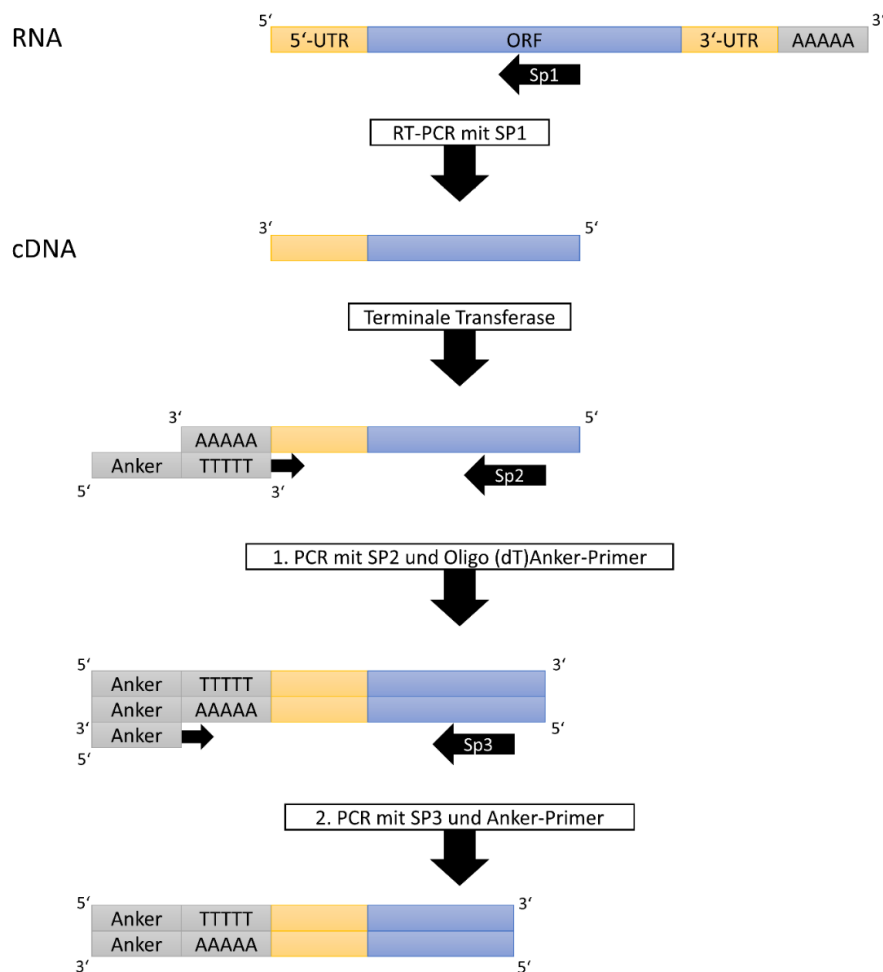 5‘ 3‘
RNA 5‘-UTR ORF 3‘-UTR AAAAA
Sp1
RT-PCR mit SP1
3‘ 5‘
cDNA
Terminale Transferase
3‘ 5‘
AAAAA
Anker TTTTT Sp2
5‘ 3‘
1. PCR mit SP2 und Oligo (dT)Anker-Primer
5‘ 3‘
Anker TTTTT
Anker AAAAA
3‘ 5‘
Anker Sp3
5‘
2. PCR mit SP3 und Anker-Primer
5‘ 3‘
Anker TTTTT
Anker AAAAA
3‘ 5‘